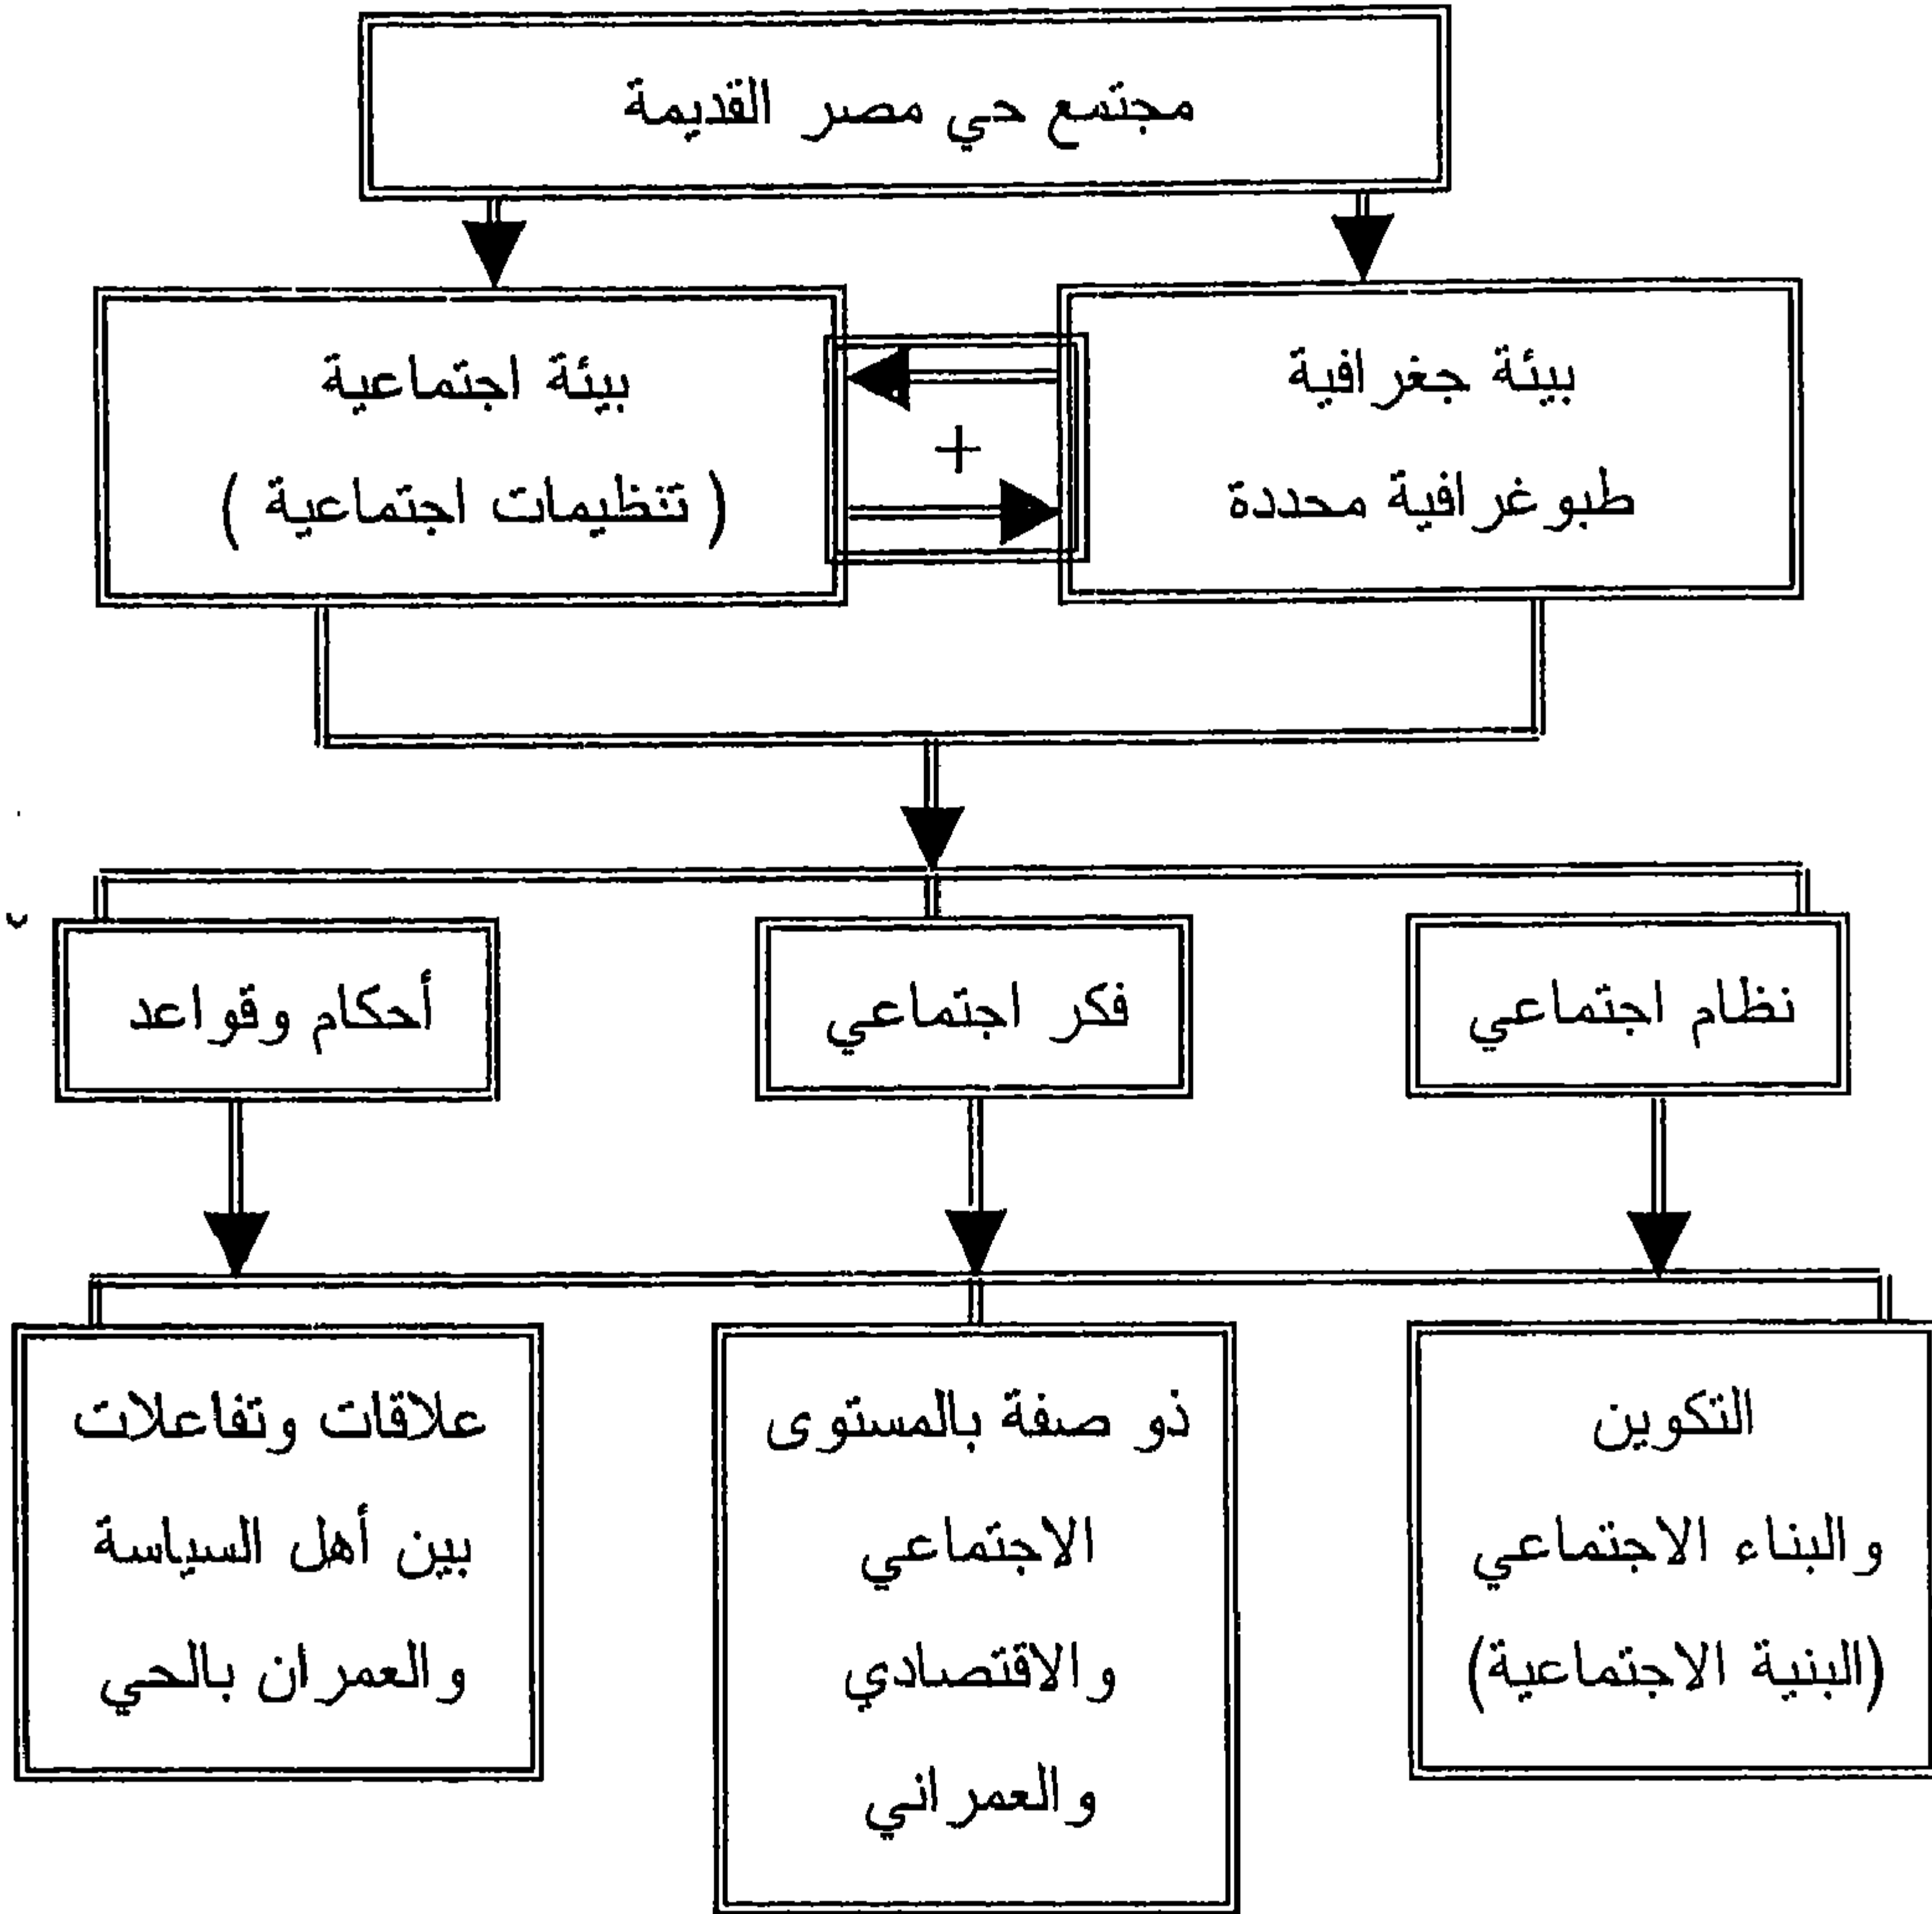 مجتمع حي مصر القديمة
بيئة جغرافية
طبوغرافية محددة
+
بيئة اجتماعية
(تنظيمات اجتماعية)
نظام اجتماعي
فكر اجتماعي
أحكام وقواعد
التكوين
والبناء الاجتماعي
(البنية الاجتماعية)
ذو صفة بالمستوى
الاجتماعي
والاقتصادي
والعمراني
علاقات وتفاعلات
بين أهل السياسة
والعمران بالحي